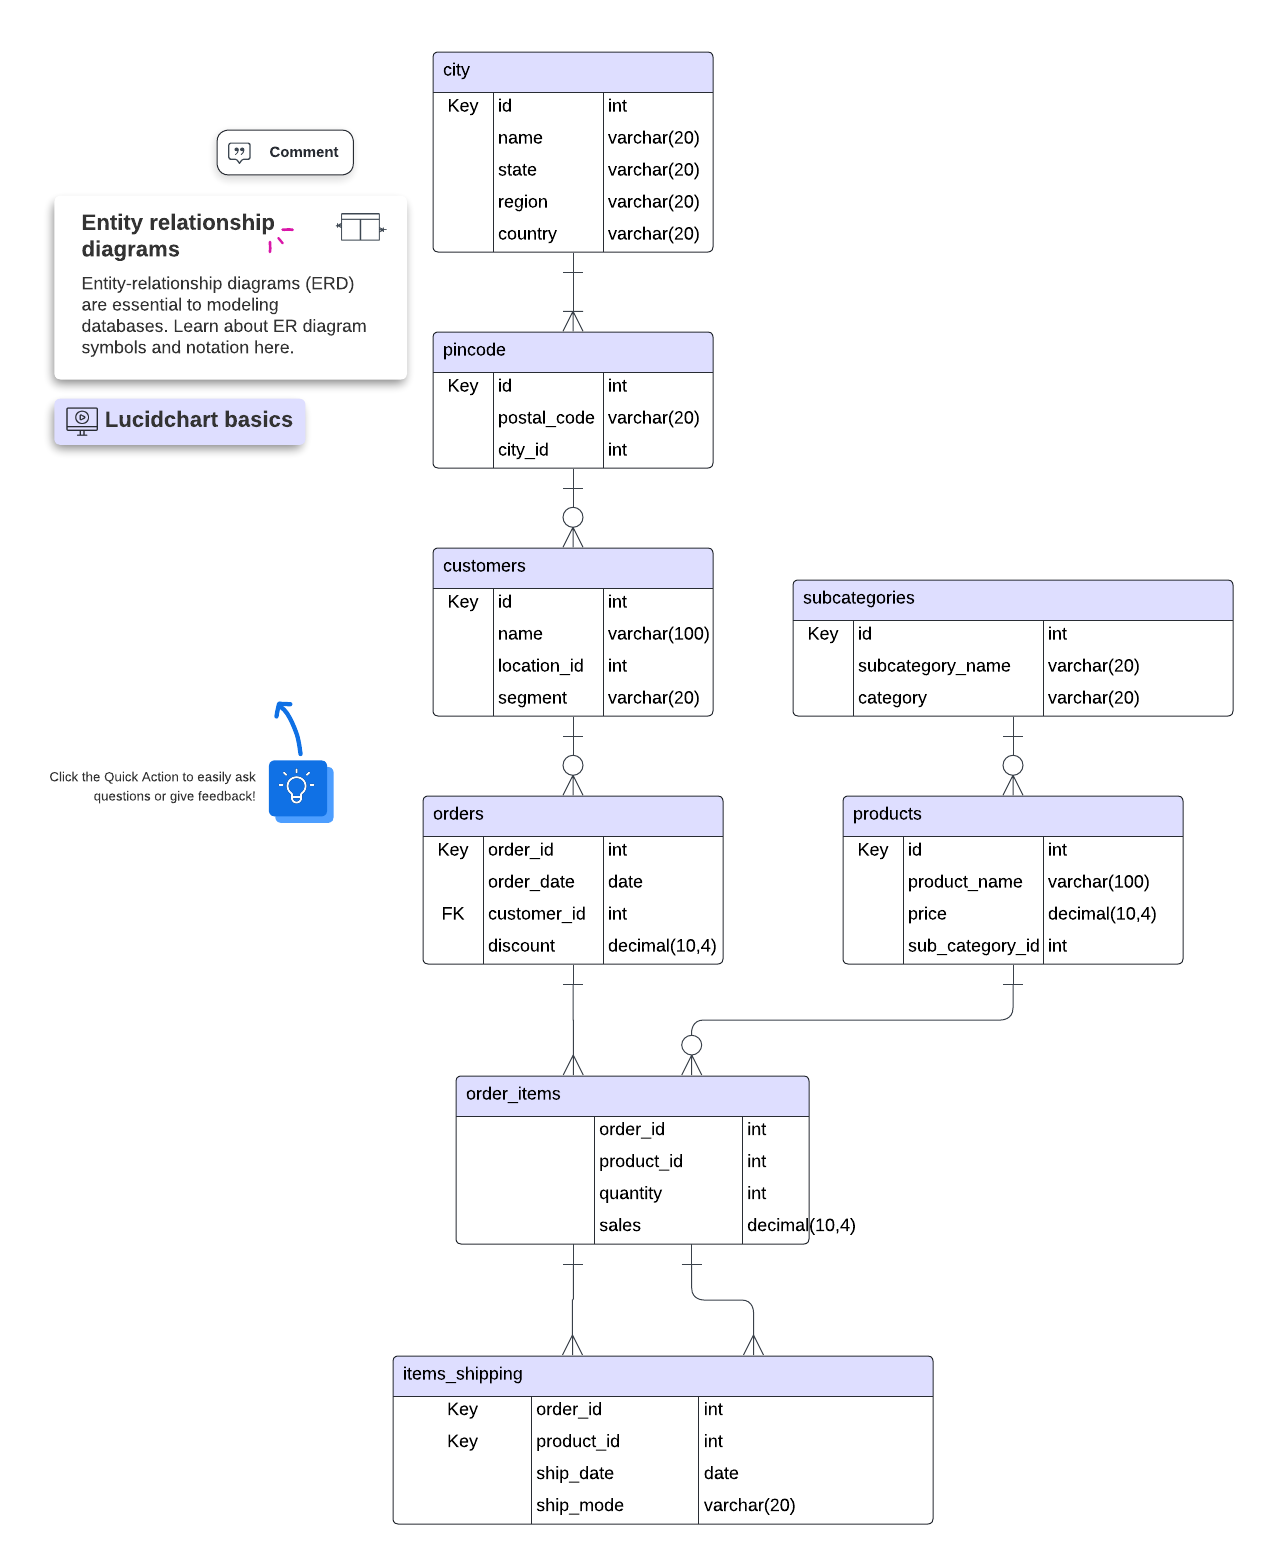 city
Key id int
name varchar(20)
state varchar(20)
region varchar(20)
country varchar(20)
Comment
Entity relationship
diagrams
Entity-relationship diagrams (ERD)
are essential to modeling
databases. Learn about ER diagram
symbols and notation here.
Lucidchart basics
pincode
Key id int
postal_code varchar(20)
city_id int
customers
Key id int
name varchar(100)
location_id int
segment varchar(20)
subcategories
Key id int
subcategory_name varchar(20)
category varchar(20)
Click the Quick Action to easily ask
questions or give feedback!
orders
Key order_id int
order_date date
FK customer_id int
discount decimal(10,4)
products
Key id int
product_name varchar(100)
price decimal(10,4)
sub_category_id int
order_items
order_id int
product_id int
quantity int
sales decimal(10,4)
items_shipping
Key order_id int
Key product_id int
ship_date date
ship_mode varchar(20)